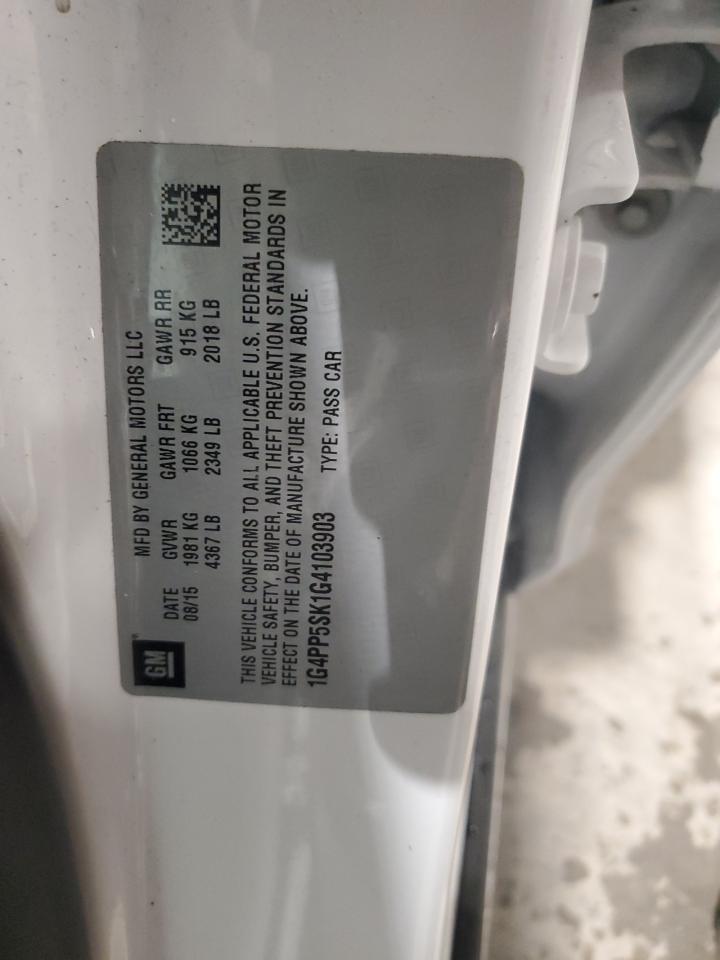 GM
MFD BY GENERAL MOTORS LLC
DATE GVWR GAWR FRT GAWR RR
08/15 1981 KG 1066 KG 915 KG
4367 LB 2349 LB 2018 LB
THIS VEHICLE CONFORMS TO ALL APPLICABLE U.S. FEDERAL MOTOR
VEHICLE SAFETY, BUMPER, AND THEFT PREVENTION STANDARDS IN
EFFECT ON THE DATE OF MANUFACTURE SHOWN ABOVE.
1G4PP5SK1G4103903 TYPE: PASS CAR